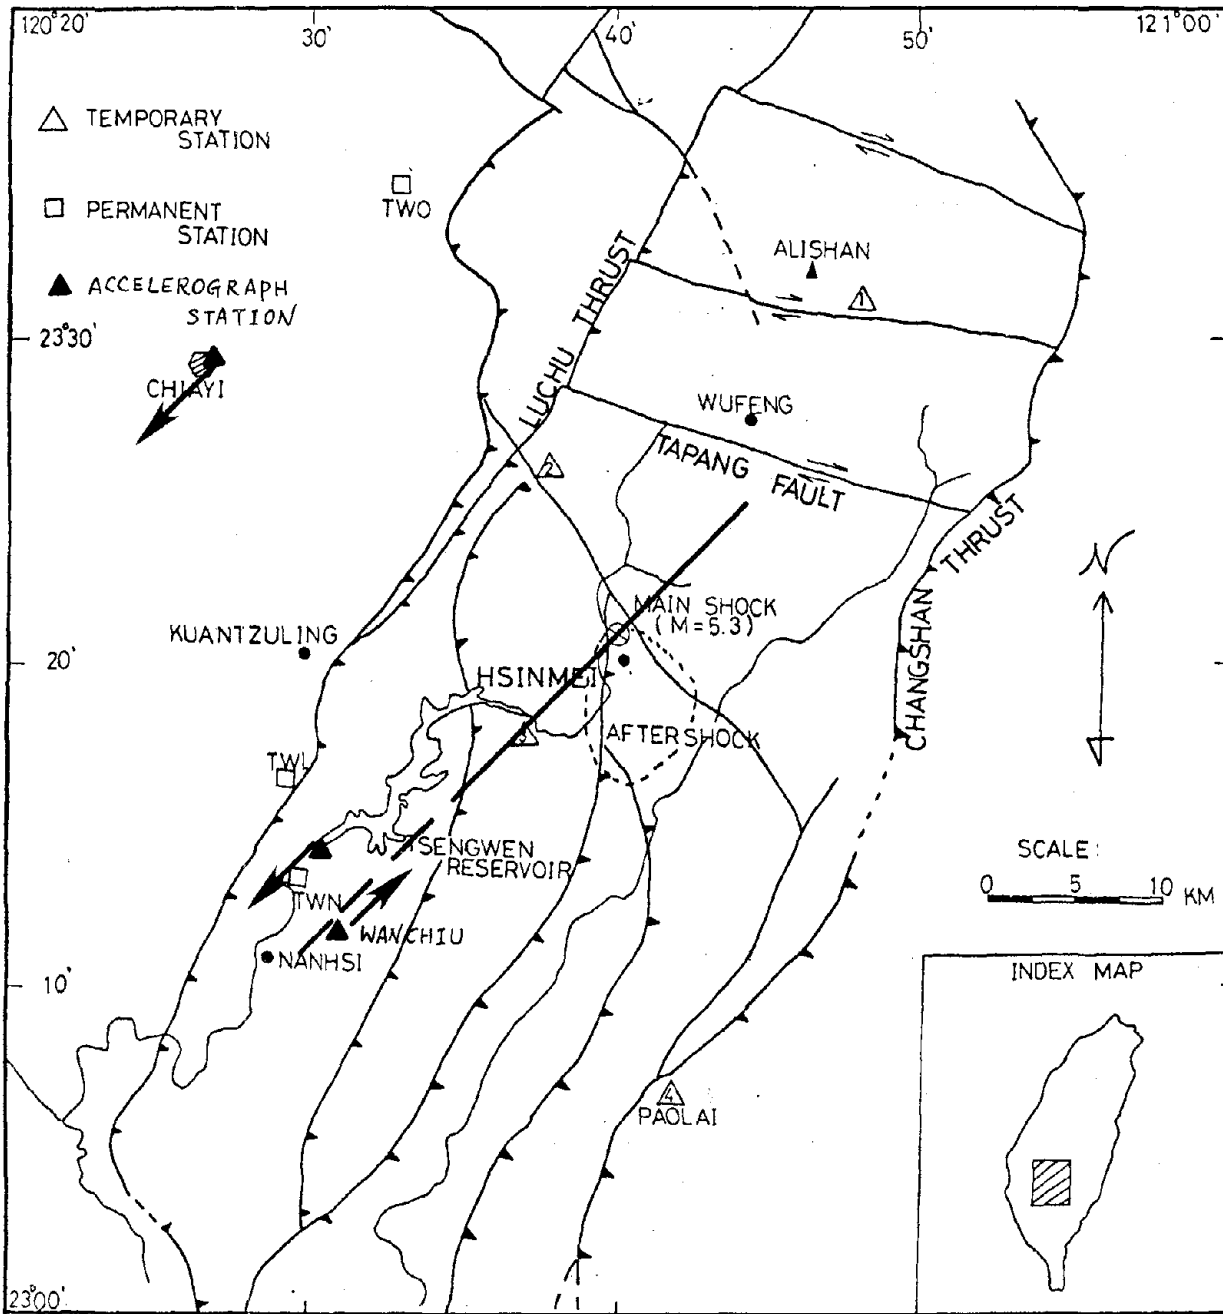 120°20'
30'
40'
50'
121°00'
TEMPORARY
STATION
PERMANENT
STATION
ACCELEROGRAPH
STATION
TWO
ALISHAN
1
23°30'
CHIAYI
LUCHU THRUST
WUFENG
TAPANG FAULT
2
N
CHANGSHAN THRUST
MAIN SHOCK
(M=5.3)
KUANTZULING
20'
HSINMEI
3
AFTERSHOCK
TWL
TSENGWEN
RESERVOIR
TWN
WANCHIU
NANHSI
SCALE:
0 5 10 KM
10'
INDEX MAP
4
PAOLAI
23°00'